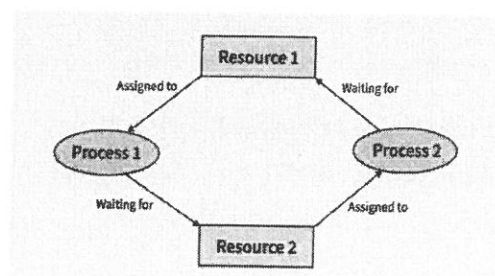 Resource 1
Assigned to
Waiting for
Process 1
Process 2
Waiting for
Assigned to
Resource 2